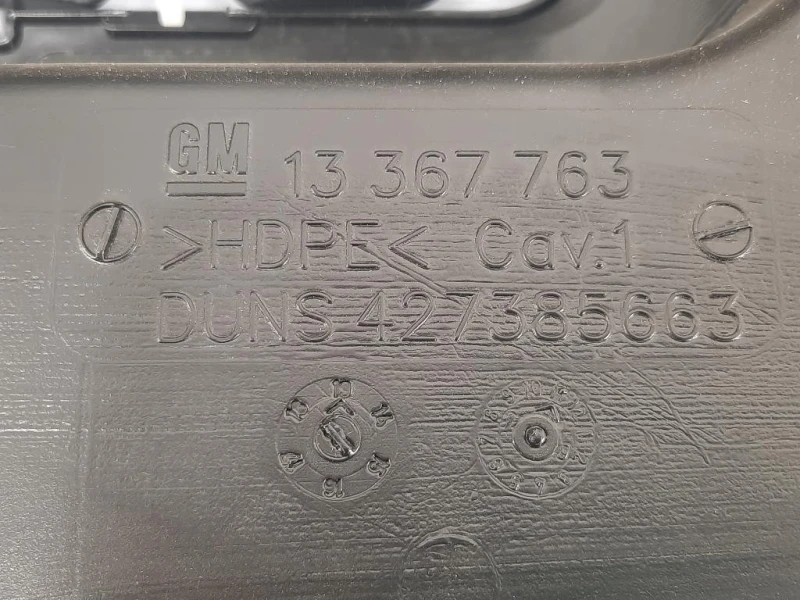 GM 13 367 763
>HDPE< Cav.1
DUNS 427385663